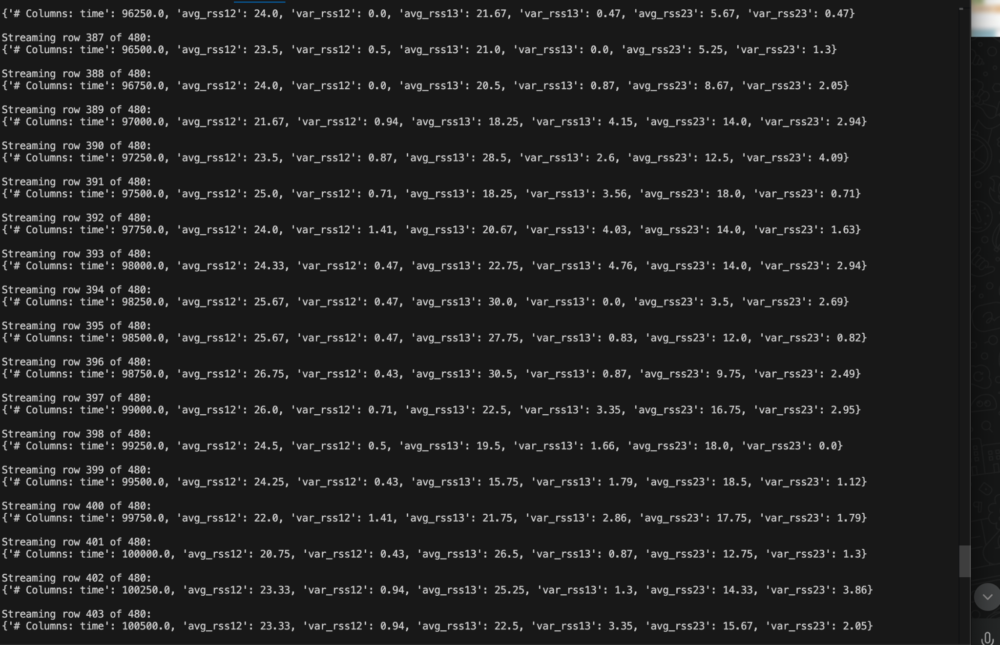 {'# Columns: time': 96250.0, 'avg_rss12': 24.0, 'var_rss12': 0.0, 'avg_rss13': 21.67, 'var_rss13': 0.47, 'avg_rss23': 5.67, 'var_rss23': 0.47}
Streaming row 387 of 480:
{'# Columns: time': 96500.0, 'avg_rss12': 23.5, 'var_rss12': 0.5, 'avg_rss13': 21.0, 'var_rss13': 0.0, 'avg_rss23': 5.25, 'var_rss23': 1.3}
Streaming row 388 of 480:
{'# Columns: time': 96750.0, 'avg_rss12': 24.0, 'var_rss12': 0.0, 'avg_rss13': 20.5, 'var_rss13': 0.87, 'avg_rss23': 8.67, 'var_rss23': 2.05}
Streaming row 389 of 480:
{'# Columns: time': 97000.0, 'avg_rss12': 21.67, 'var_rss12': 0.94, 'avg_rss13': 18.25, 'var_rss13': 4.15, 'avg_rss23': 14.0, 'var_rss23': 2.94}
Streaming row 390 of 480:
{'# Columns: time': 97250.0, 'avg_rss12': 23.5, 'var_rss12': 0.87, 'avg_rss13': 28.5, 'var_rss13': 2.6, 'avg_rss23': 12.5, 'var_rss23': 4.09}
Streaming row 391 of 480:
{'# Columns: time': 97500.0, 'avg_rss12': 25.0, 'var_rss12': 0.71, 'avg_rss13': 18.25, 'var_rss13': 3.56, 'avg_rss23': 18.0, 'var_rss23': 0.71}
Streaming row 392 of 480:
{'# Columns: time': 97750.0, 'avg_rss12': 24.0, 'var_rss12': 1.41, 'avg_rss13': 20.67, 'var_rss13': 4.03, 'avg_rss23': 14.0, 'var_rss23': 1.63}
Streaming row 393 of 480:
{'# Columns: time': 98000.0, 'avg_rss12': 24.33, 'var_rss12': 0.47, 'avg_rss13': 22.75, 'var_rss13': 4.76, 'avg_rss23': 14.0, 'var_rss23': 2.94}
Streaming row 394 of 480:
{'# Columns: time': 98250.0, 'avg_rss12': 25.67, 'var_rss12': 0.47, 'avg_rss13': 30.0, 'var_rss13': 0.0, 'avg_rss23': 3.5, 'var_rss23': 2.69}
Streaming row 395 of 480:
{'# Columns: time': 98500.0, 'avg_rss12': 25.67, 'var_rss12': 0.47, 'avg_rss13': 27.75, 'var_rss13': 0.83, 'avg_rss23': 12.0, 'var_rss23': 0.82}
Streaming row 396 of 480:
{'# Columns: time': 98750.0, 'avg_rss12': 26.75, 'var_rss12': 0.43, 'avg_rss13': 30.5, 'var_rss13': 0.87, 'avg_rss23': 9.75, 'var_rss23': 2.49}
Streaming row 397 of 480:
{'# Columns: time': 99000.0, 'avg_rss12': 26.0, 'var_rss12': 0.71, 'avg_rss13': 22.5, 'var_rss13': 3.35, 'avg_rss23': 16.75, 'var_rss23': 2.95}
Streaming row 398 of 480:
{'# Columns: time': 99250.0, 'avg_rss12': 24.5, 'var_rss12': 0.5, 'avg_rss13': 19.5, 'var_rss13': 1.66, 'avg_rss23': 18.0, 'var_rss23': 0.0}
Streaming row 399 of 480:
{'# Columns: time': 99500.0, 'avg_rss12': 24.25, 'var_rss12': 0.43, 'avg_rss13': 15.75, 'var_rss13': 1.79, 'avg_rss23': 18.5, 'var_rss23': 1.12}
Streaming row 400 of 480:
{'# Columns: time': 99750.0, 'avg_rss12': 22.0, 'var_rss12': 1.41, 'avg_rss13': 21.75, 'var_rss13': 2.86, 'avg_rss23': 17.75, 'var_rss23': 1.79}
Streaming row 401 of 480:
{'# Columns: time': 100000.0, 'avg_rss12': 20.75, 'var_rss12': 0.43, 'avg_rss13': 26.5, 'var_rss13': 0.87, 'avg_rss23': 12.75, 'var_rss23': 1.3}
Streaming row 402 of 480:
{'# Columns: time': 100250.0, 'avg_rss12': 23.33, 'var_rss12': 0.94, 'avg_rss13': 25.25, 'var_rss13': 1.3, 'avg_rss23': 14.33, 'var_rss23': 3.86}
Streaming row 403 of 480:
{'# Columns: time': 100500.0, 'avg_rss12': 23.33, 'var_rss12': 0.94, 'avg_rss13': 22.5, 'var_rss13': 3.35, 'avg_rss23': 15.67, 'var_rss23': 2.05}